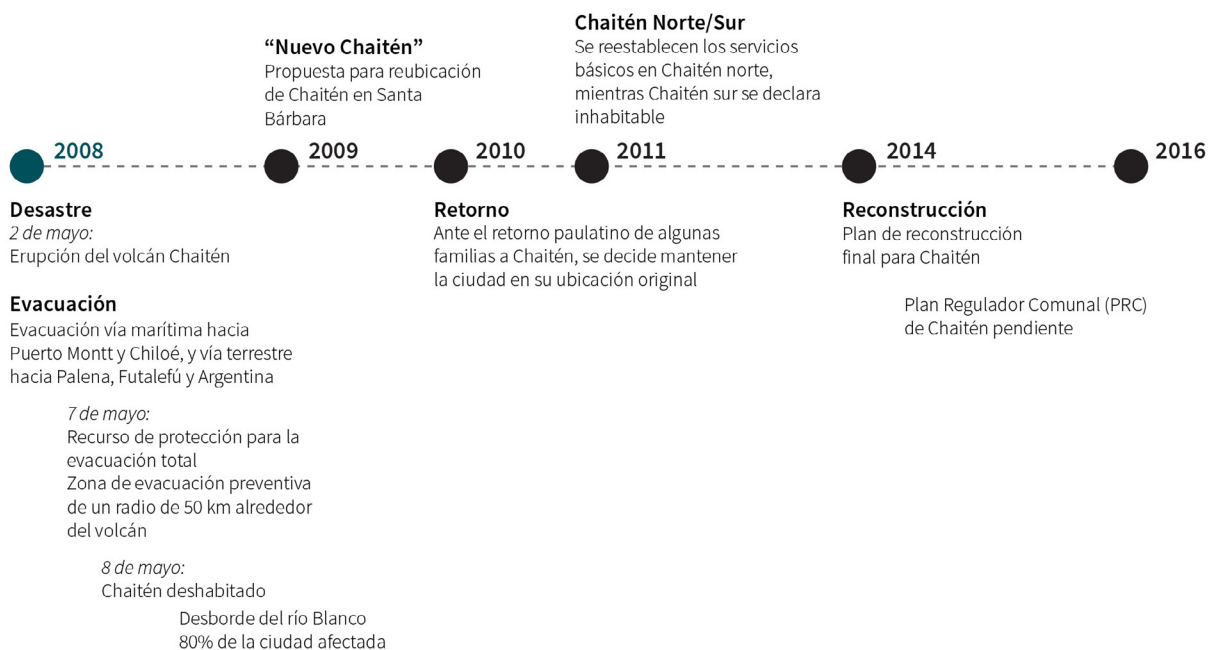 Chaitén Norte/Sur
Se reestablecen los servicios
básicos en Chaitén norte,
mientras Chaitén sur se declara
inhabitable
“Nuevo Chaitén”
Propuesta para reubicación
de Chaitén en Santa
Bárbara
2008
2009
2010
2011
2014
2016
Desastre
2 de mayo:
Erupción del volcán Chaitén
Evacuación
Evacuación vía marítima hacia
Puerto Montt y Chiloé, y vía terrestre
hacia Palena, Futalefú y Argentina
7 de mayo:
Recurso de protección para la
evacuación total
Zona de evacuación preventiva
de un radio de 50 km alrededor
del volcán
8 de mayo:
Chaitén deshabitado
Desborde del río Blanco
80% de la ciudad afectada
Retorno
Ante el retorno paulatino de algunas
familias a Chaitén, se decide mantener
la ciudad en su ubicación original
Reconstrucción
Plan de reconstrucción
final para Chaitén
Plan Regulador Comunal (PRC)
de Chaitén pendiente